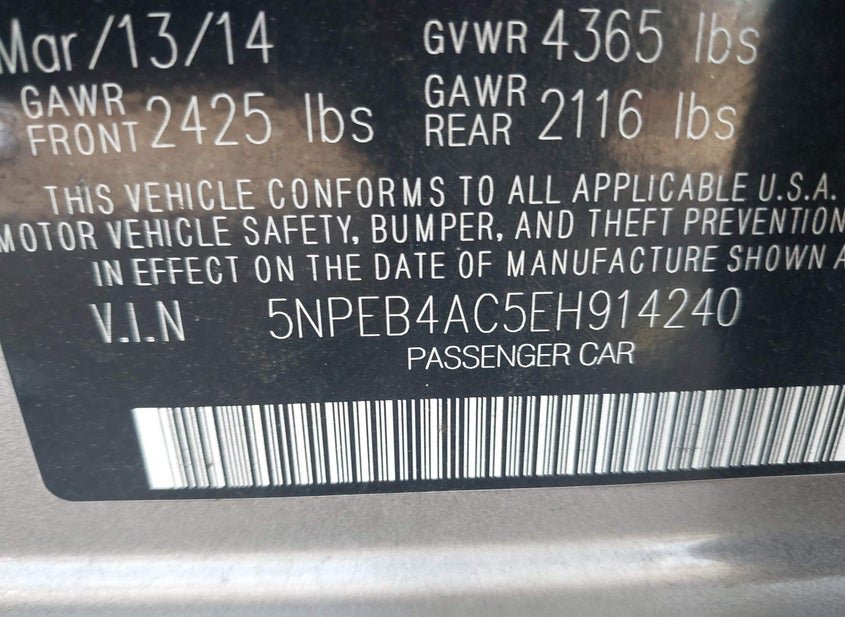 Mar/13/14 GVWR 4365 lbs
GAWR FRONT 2425 lbs GAWR REAR 2116 lbs
THIS VEHICLE CONFORMS TO ALL APPLICABLE U.S.A.
MOTOR VEHICLE SAFETY, BUMPER, AND THEFT PREVENTION
IN EFFECT ON THE DATE OF MANUFACTURE SHOWN A
V.I.N 5NPEB4AC5EH914240
PASSENGER CAR